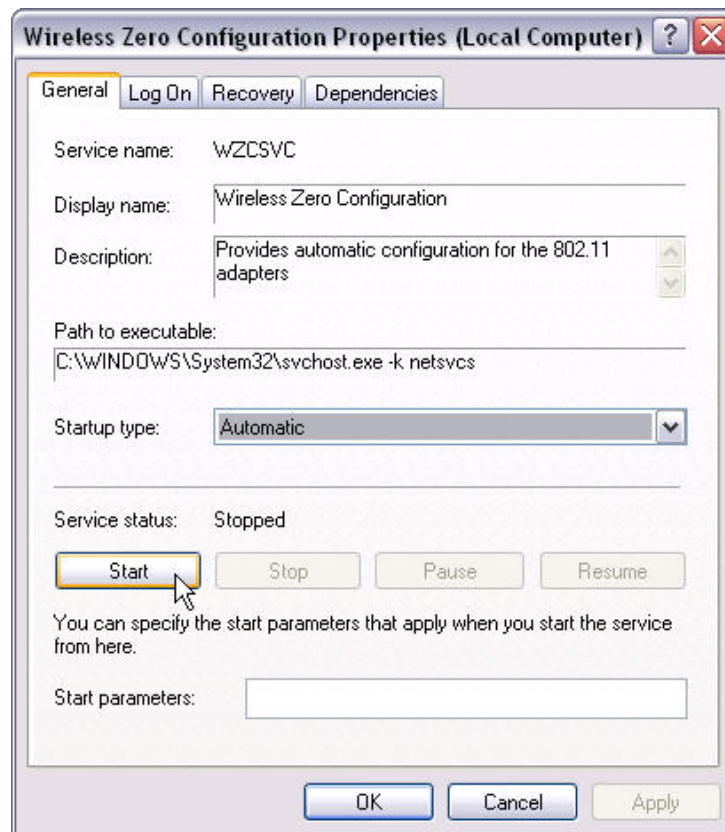 Wireless Zero Configuration Properties (Local Computer) ? X
General Log On Recovery Dependencies
Service name: WZCSVC
Display name: Wireless Zero Configuration
Description: Provides automatic configuration for the 802.11
adapters
Path to executable:
C:\WINDOWS\System32\svchost.exe -k netsvcs
Startup type: Automatic
Service status: Stopped
Start Stop Pause Resume
You can specify the start parameters that apply when you start the service
from here.
Start parameters:
OK Cancel Apply